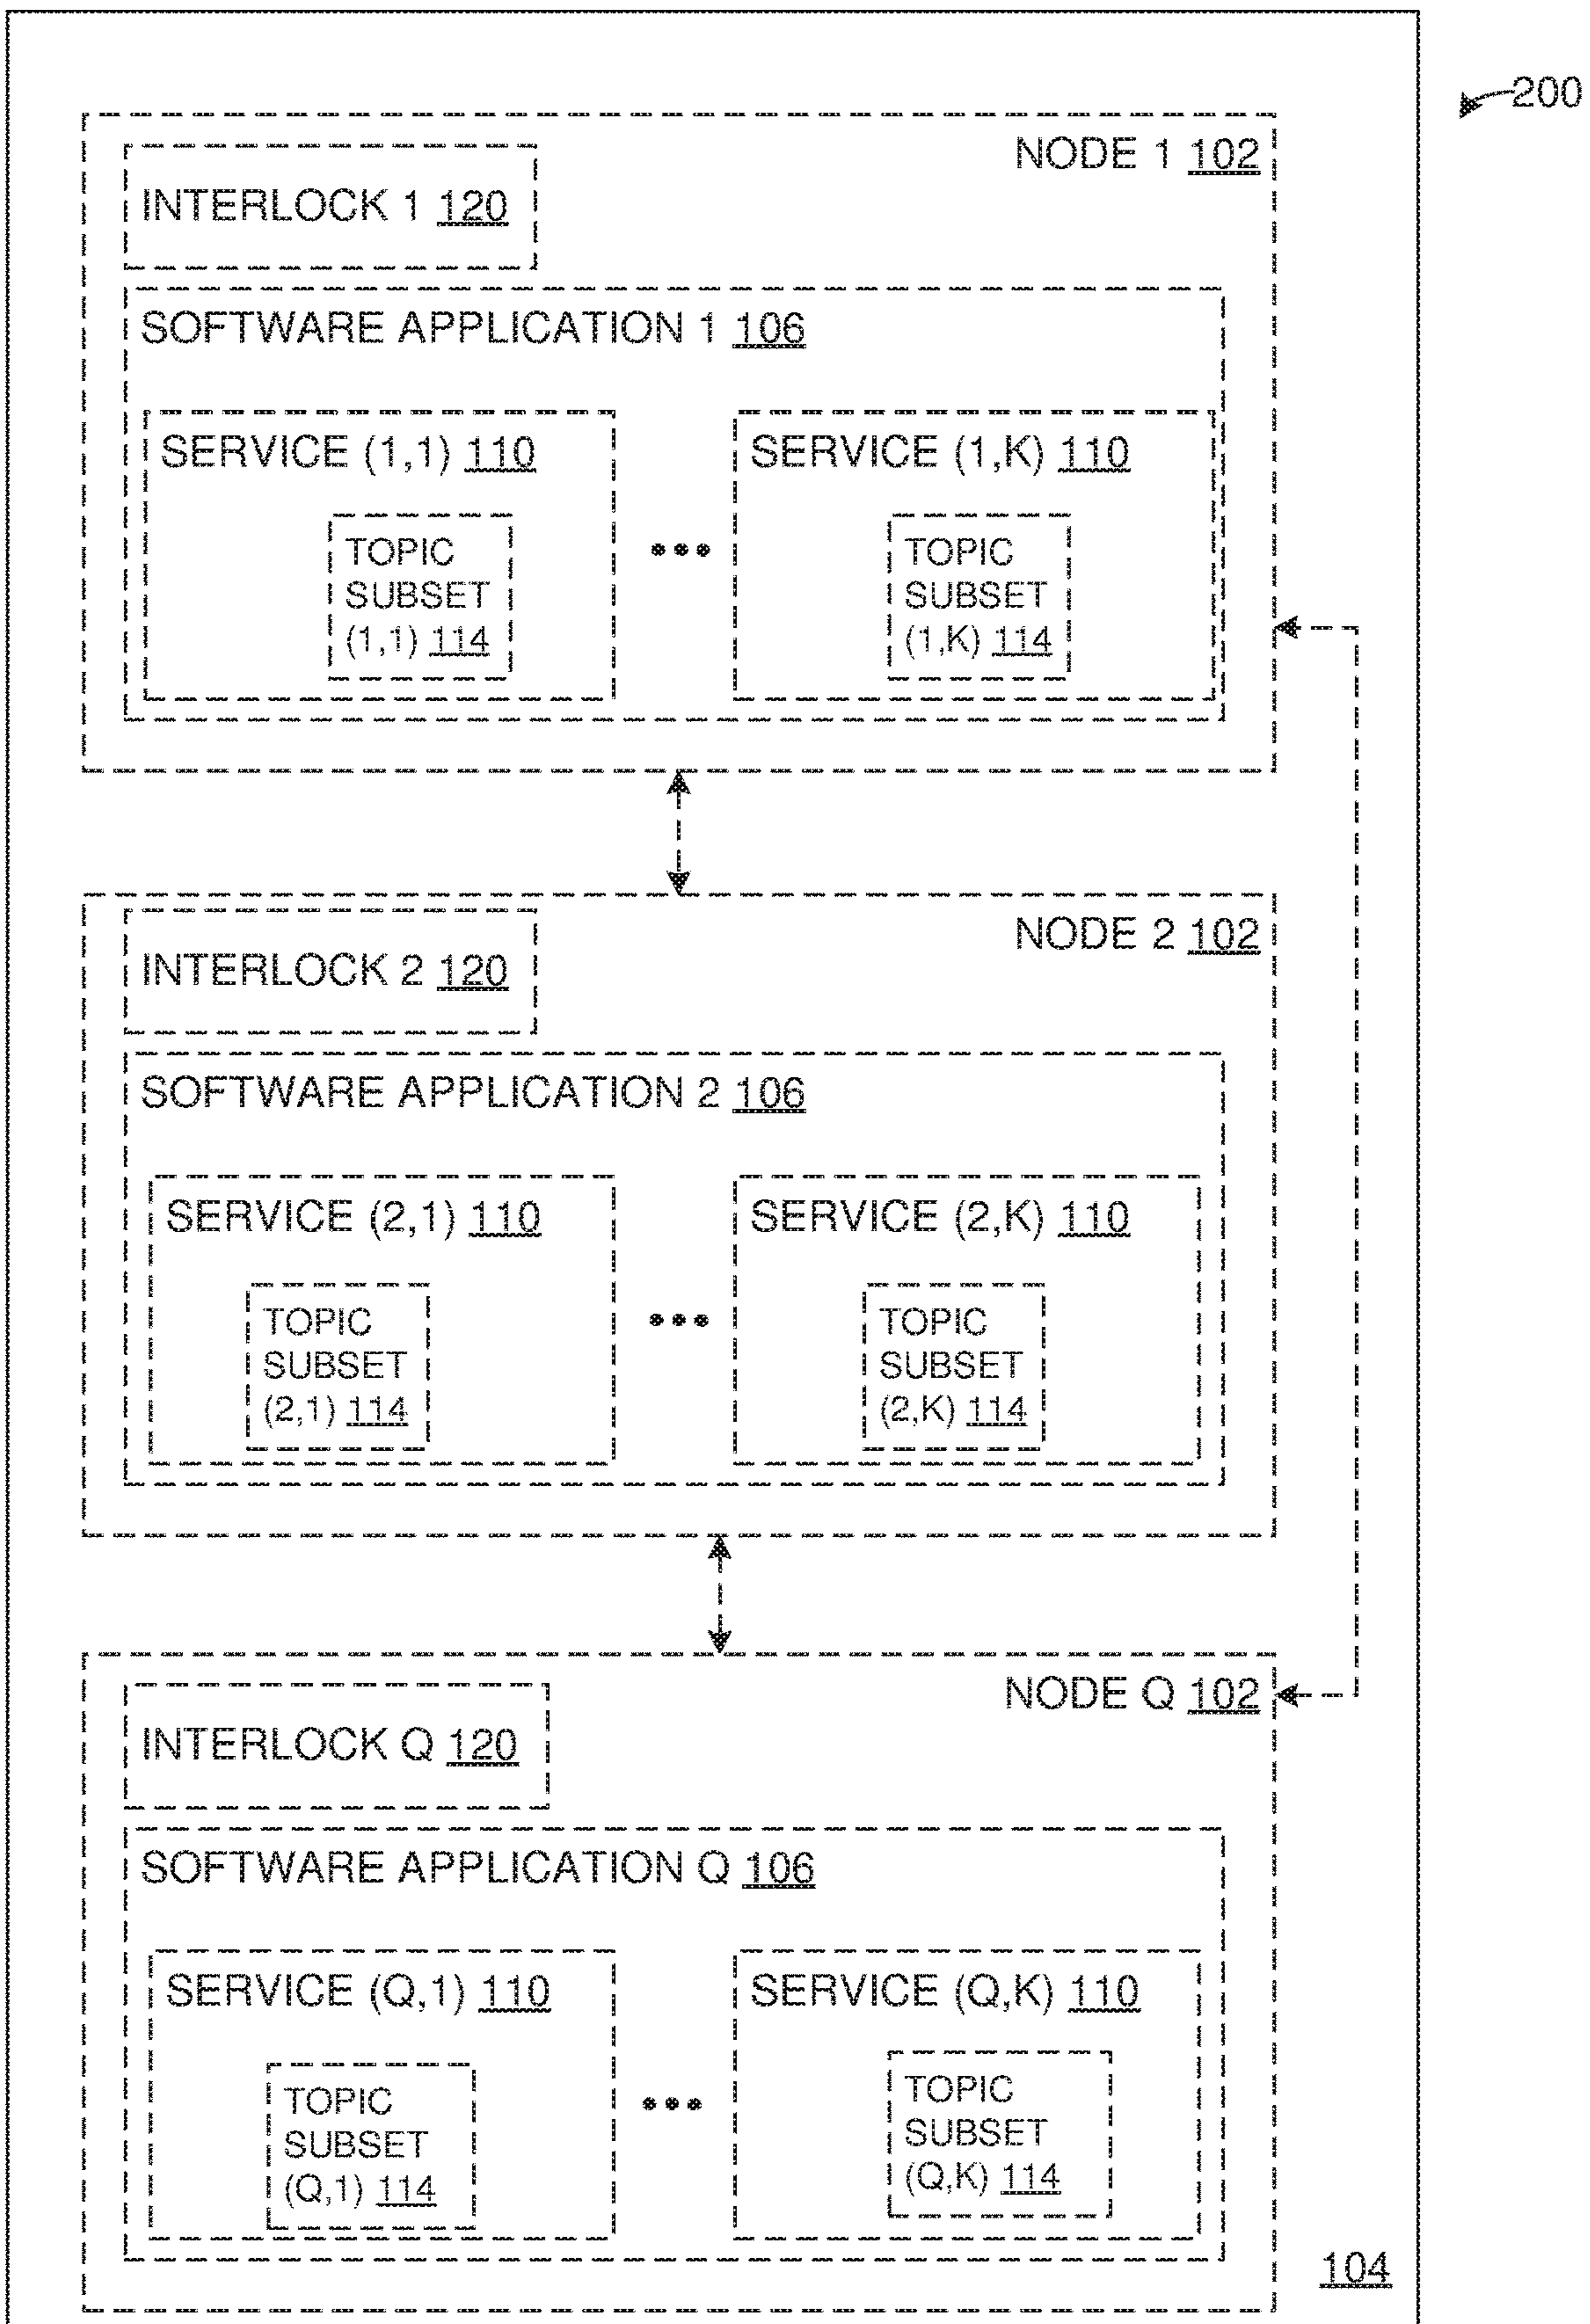 200
NODE 1 102
INTERLOCK 1 120
SOFTWARE APPLICATION 1 106
SERVICE (1,1) 110
TOPIC
SUBSET
(1,1) 114
•••
SERVICE (1,K) 110
TOPIC
SUBSET
(1,K) 114
NODE 2 102
INTERLOCK 2 120
SOFTWARE APPLICATION 2 106
SERVICE (2,1) 110
TOPIC
SUBSET
(2,1) 114
•••
SERVICE (2,K) 110
TOPIC
SUBSET
(2,K) 114
NODE Q 102
INTERLOCK Q 120
SOFTWARE APPLICATION Q 106
SERVICE (Q,1) 110
TOPIC
SUBSET
(Q,1) 114
•••
SERVICE (Q,K) 110
TOPIC
SUBSET
(Q,K) 114
104